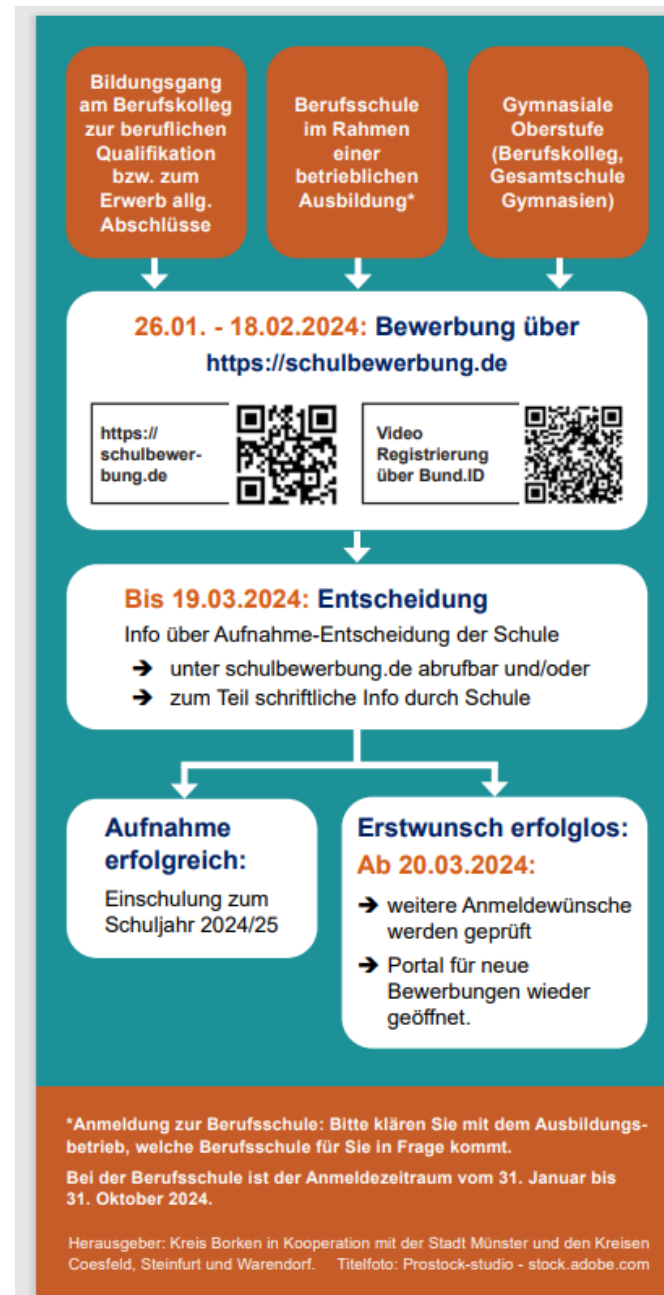 Bildungsgang
am Berufskolleg
zur beruflichen
Qualifikation
bzw. zum
Erwerb allg.
Abschlüsse
Berufsschule
im Rahmen
einer
betrieblichen
Ausbildung*
Gymnasiale
Oberstufe
(Berufskolleg,
Gesamtschule
Gymnasien)
26.01. - 18.02.2024: Bewerbung über
https://schulbewerbung.de
https://
schulbewer-
bung.de
Video
Registrierung
über Bund.ID
Bis 19.03.2024: Entscheidung
Info über Aufnahme-Entscheidung der Schule
➔ unter schulbewerbung.de abrufbar und/oder
➔ zum Teil schriftliche Info durch Schule
Aufnahme
erfolgreich:
Einschulung zum
Schuljahr 2024/25
Erstwunsch erfolglos:
Ab 20.03.2024:
➔ weitere Anmeldewünsche
werden geprüft
➔ Portal für neue
Bewerbungen wieder
geöffnet.
*Anmeldung zur Berufsschule: Bitte klären Sie mit dem Ausbildungs-
betrieb, welche Berufsschule für Sie in Frage kommt.
Bei der Berufsschule ist der Anmeldezeitraum vom 31. Januar bis
31. Oktober 2024.
Herausgeber: Kreis Borken in Kooperation mit der Stadt Münster und den Kreisen
Coesfeld, Steinfurt und Warendorf. Titelfoto: Prostock-studio - stock.adobe.com